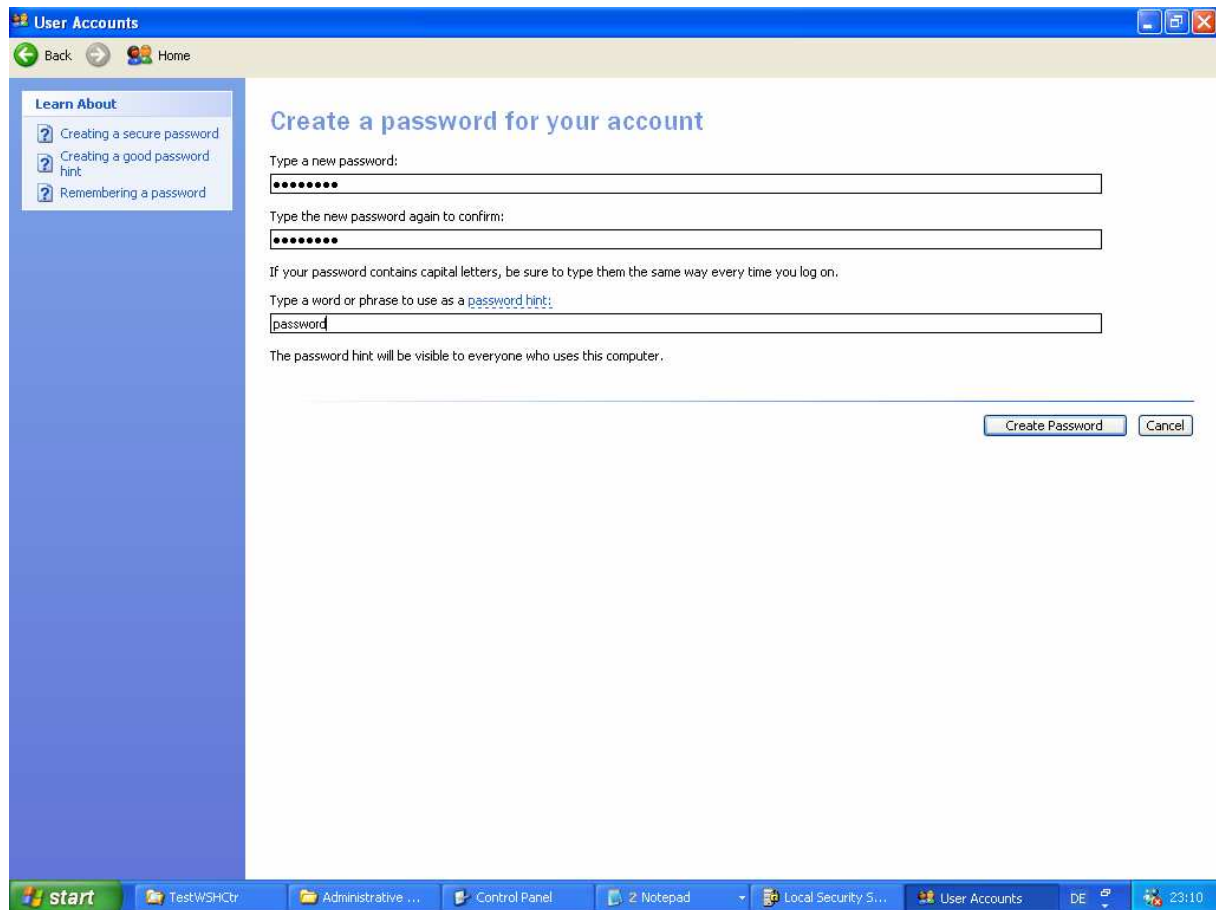 User Accounts
Back Home
Learn About
Creating a secure password
Creating a good password
hint
Remembering a password
Create a password for your account
Type a new password:
••••••••
Type the new password again to confirm:
••••••••
If your password contains capital letters, be sure to type them the same way every time you log on.
Type a word or phrase to use as a password hint:
password
The password hint will be visible to everyone who uses this computer.
Create Password Cancel
start TestWSHCtr Administrative ... Control Panel 2 Notepad Local Security S... User Accounts DE 23:10